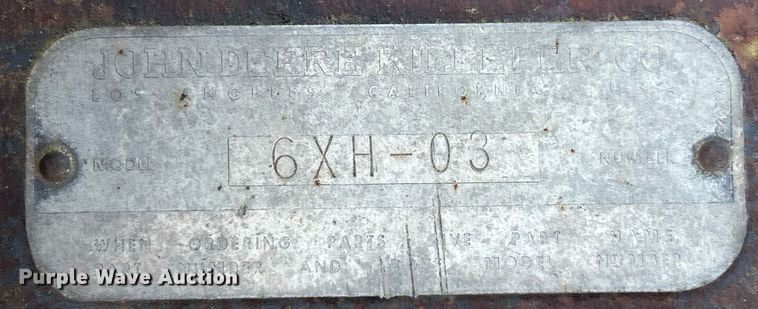 JOHN DEERE KILLEFER CO.
LOS ANGELES, CALIFORNIA, U.S.A.
MODEL 6XH-03 NUMBER
WHEN ORDERING PARTS GIVE PART NAME,
PART NUMBER AND MODEL NUMBER
Purple Wave Auction